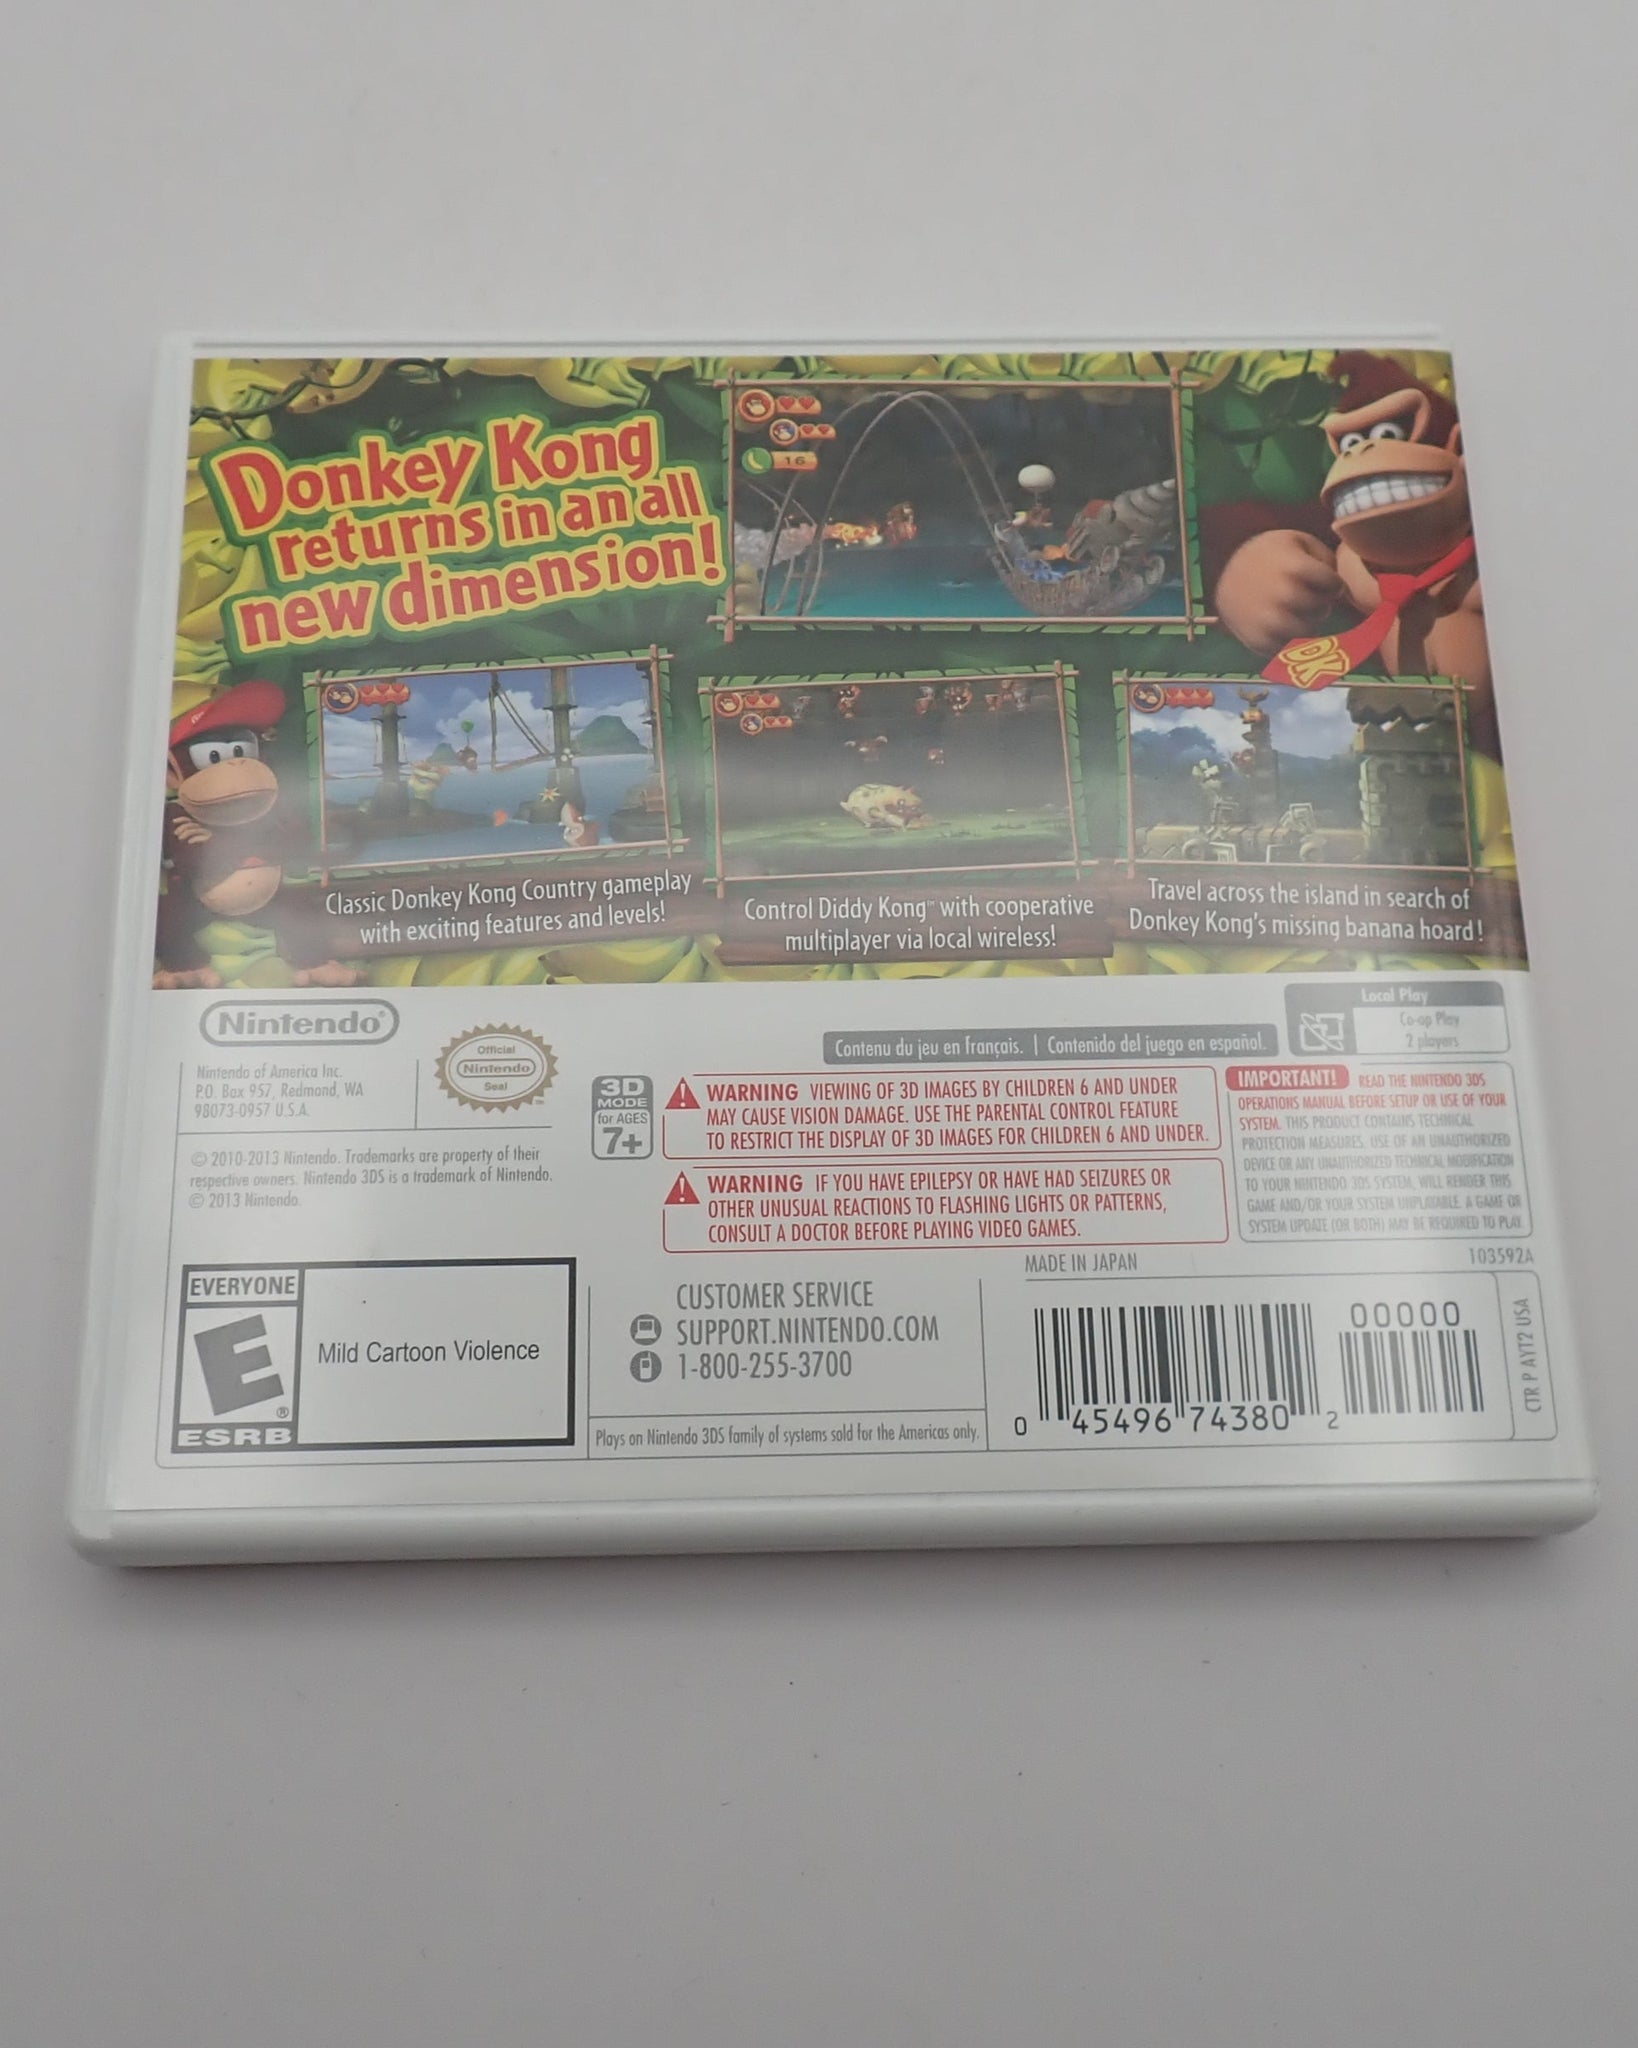 Donkey Kong
returns in an all
new dimension!
16
DK
Classic Donkey Kong Country gameplay
with exciting features and levels!
Control Diddy Kong™ with cooperative
multiplayer via local wireless!
Travel across the island in search of
Donkey Kong's missing banana hoard!
Nintendo®
Nintendo of America Inc.
P.O. Box 957, Redmond, WA
98073-0957 U.S.A.
Official
Nintendo
Seal
™
© 2010-2013 Nintendo. Trademarks are property of their
respective owners. Nintendo 3DS is a trademark of Nintendo.
© 2013 Nintendo.
Contenu du jeu en français. | Contenido del juego en español.
Local Play
Co-op Play
2 players
3D
MODE
for AGES
7+
WARNING VIEWING OF 3D IMAGES BY CHILDREN 6 AND UNDER
MAY CAUSE VISION DAMAGE. USE THE PARENTAL CONTROL FEATURE
TO RESTRICT THE DISPLAY OF 3D IMAGES FOR CHILDREN 6 AND UNDER.
WARNING IF YOU HAVE EPILEPSY OR HAVE HAD SEIZURES OR
OTHER UNUSUAL REACTIONS TO FLASHING LIGHTS OR PATTERNS,
CONSULT A DOCTOR BEFORE PLAYING VIDEO GAMES.
IMPORTANT! READ THE NINTENDO 3DS
OPERATIONS MANUAL BEFORE SETUP OR USE OF YOUR
SYSTEM. THIS PRODUCT CONTAINS TECHNICAL
PROTECTION MEASURES. USE OF AN UNAUTHORIZED
DEVICE OR ANY UNAUTHORIZED TECHNICAL MODIFICATION
TO YOUR NINTENDO 3DS SYSTEM, WILL RENDER THIS
GAME AND/OR YOUR SYSTEM UNPLAYABLE. A GAME OR
SYSTEM UPDATE (OR BOTH) MAY BE REQUIRED TO PLAY.
MADE IN JAPAN
103592A
EVERYONE
E®
ESRB
Mild Cartoon Violence
CUSTOMER SERVICE
SUPPORT.NINTENDO.COM
1-800-255-3700
Plays on Nintendo 3DS family of systems sold for the Americas only.
00000
0 45496 74380 2
CTR P AYT2 USA